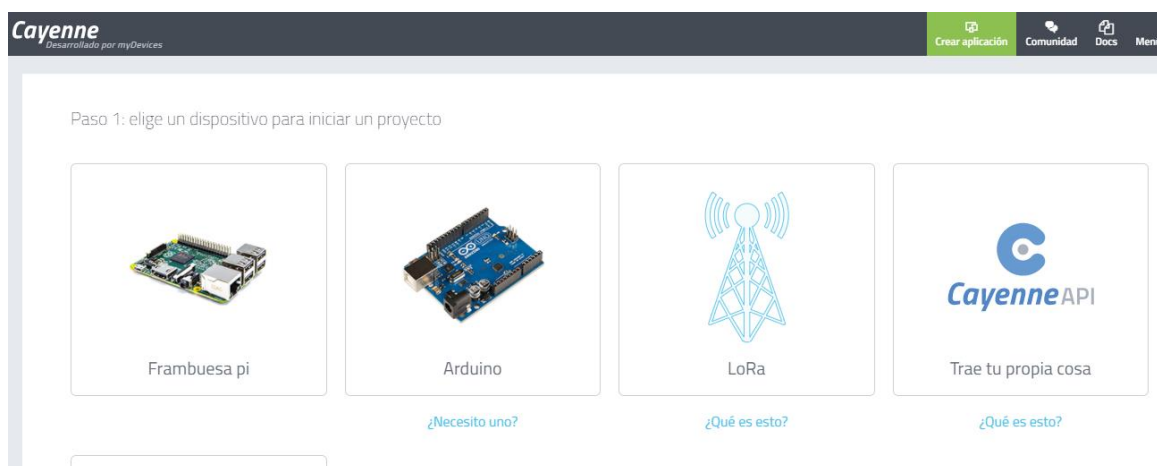 Cayenne
Desarrollado por myDevices
Crear aplicación
Comunidad
Docs
Menú
Paso 1: elige un dispositivo para iniciar un proyecto
Frambuesa pi
Arduino
LoRa
Cayenne API
Trae tu propia cosa
¿Necesito uno?
¿Qué es esto?
¿Qué es esto?